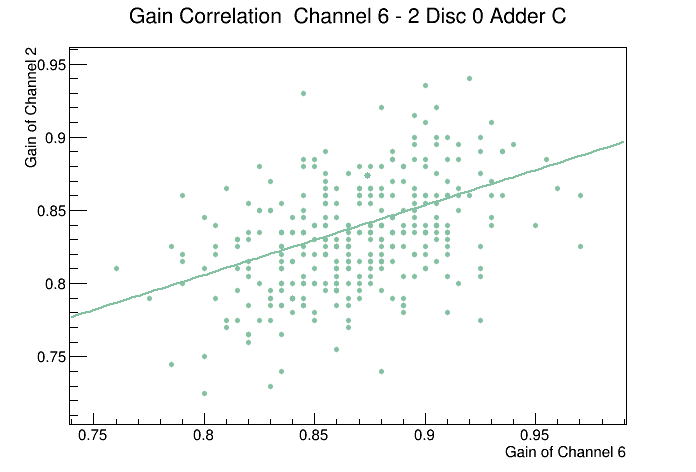 Gain Correlation Channel 6 - 2 Disc 0 Adder C
Gain of Channel 2
0.95
0.9
0.85
0.8
0.75
0.75 0.8 0.85 0.9 0.95
Gain of Channel 6